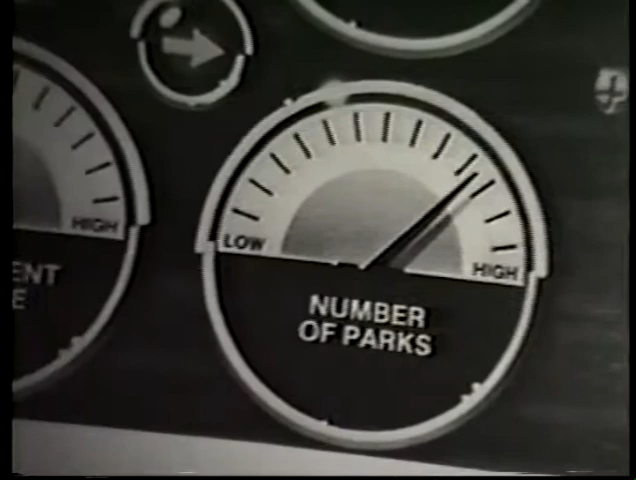 HIGH
ENT
E
LOW
HIGH
NUMBER
OF PARKS